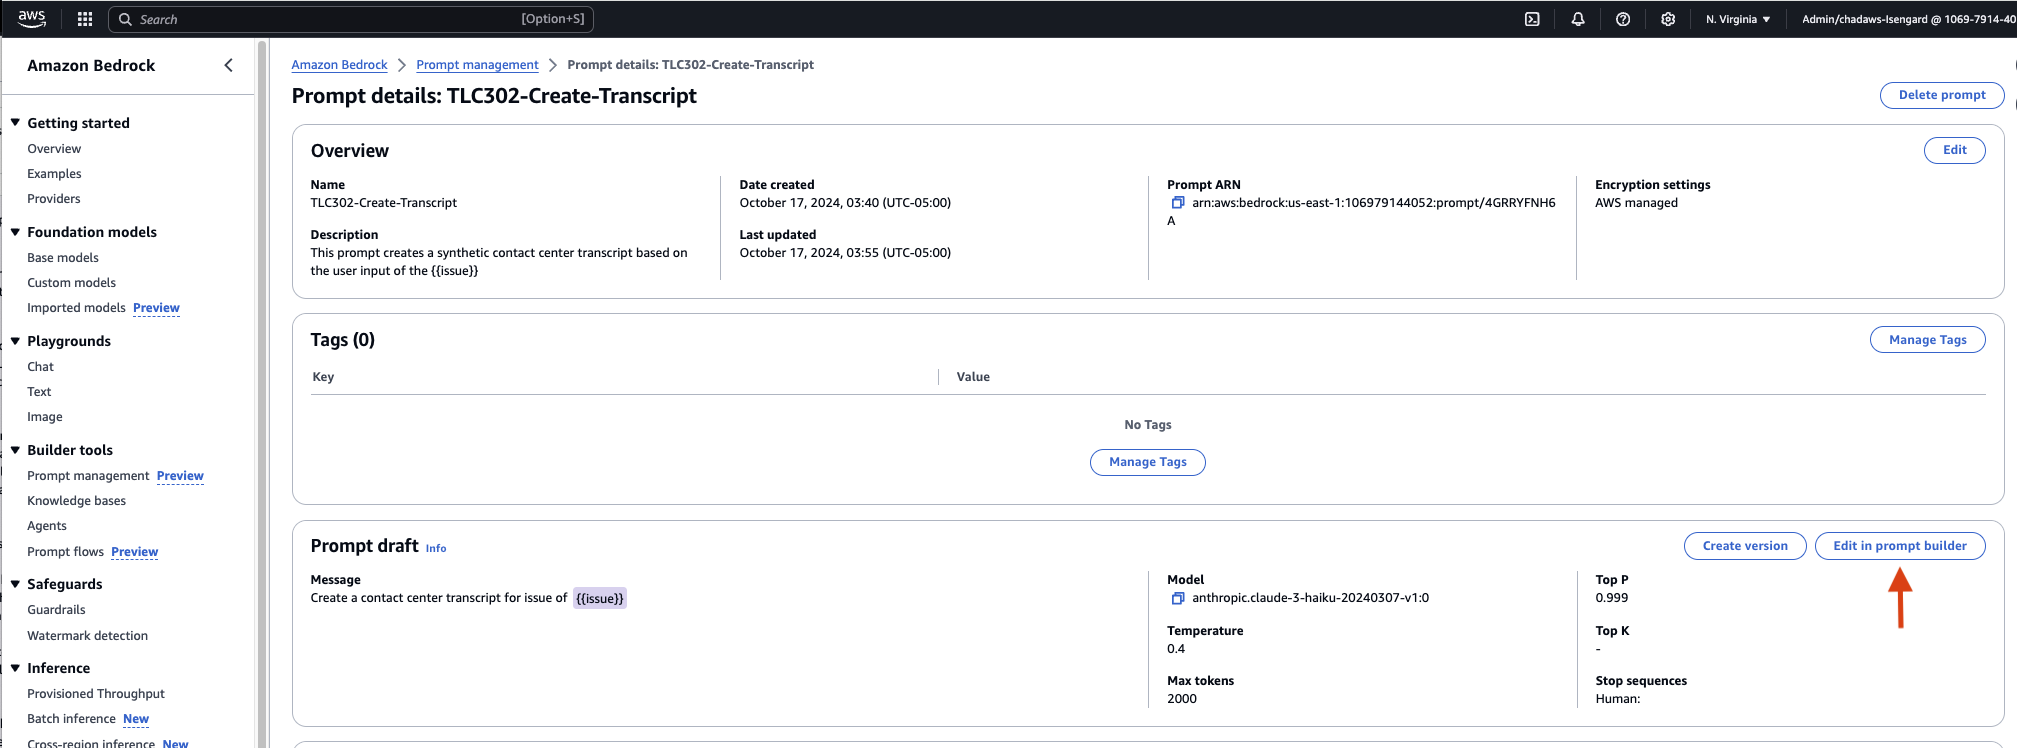 aws
Search [Option+S]
N. Virginia
Admin/chadaws-Isengard @ 1069-7914-40
Amazon Bedrock
Getting started
Overview
Examples
Providers
Foundation models
Base models
Custom models
Imported models Preview
Playgrounds
Chat
Text
Image
Builder tools
Prompt management Preview
Knowledge bases
Agents
Prompt flows Preview
Safeguards
Guardrails
Watermark detection
Inference
Provisioned Throughput
Batch inference New
Cross-region inference New
Amazon Bedrock > Prompt management > Prompt details: TLC302-Create-Transcript
Prompt details: TLC302-Create-Transcript
Delete prompt
Overview
Edit
Name
TLC302-Create-Transcript
Description
This prompt creates a synthetic contact center transcript based on
the user input of the {{issue}}
Date created
October 17, 2024, 03:40 (UTC-05:00)
Last updated
October 17, 2024, 03:55 (UTC-05:00)
Prompt ARN
arn:aws:bedrock:us-east-1:106979144052:prompt/4GRRYFNH6
A
Encryption settings
AWS managed
Tags (0)
Manage Tags
Key
Value
No Tags
Manage Tags
Prompt draft Info
Create version
Edit in prompt builder
Message
Create a contact center transcript for issue of {{issue}}
Model
anthropic.claude-3-haiku-20240307-v1:0
Temperature
0.4
Max tokens
2000
Top P
0.999
Top K
-
Stop sequences
Human: